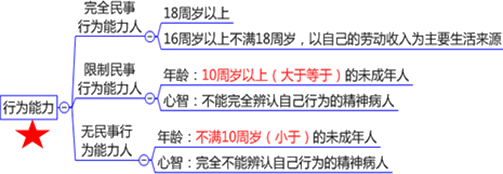 完全民事
行为能力人
18周岁以上
16周岁以上不满18周岁，以自己的劳动收入为主要生活来源
行为能力
限制民事
行为能力人
年龄：10周岁以上（大于等于）的未成年人
心智：不能完全辨认自己行为的精神病人
无民事行
为能力人
年龄：不满10周岁（小于）的未成年人
心智：完全不能辨认自己行为的精神病人